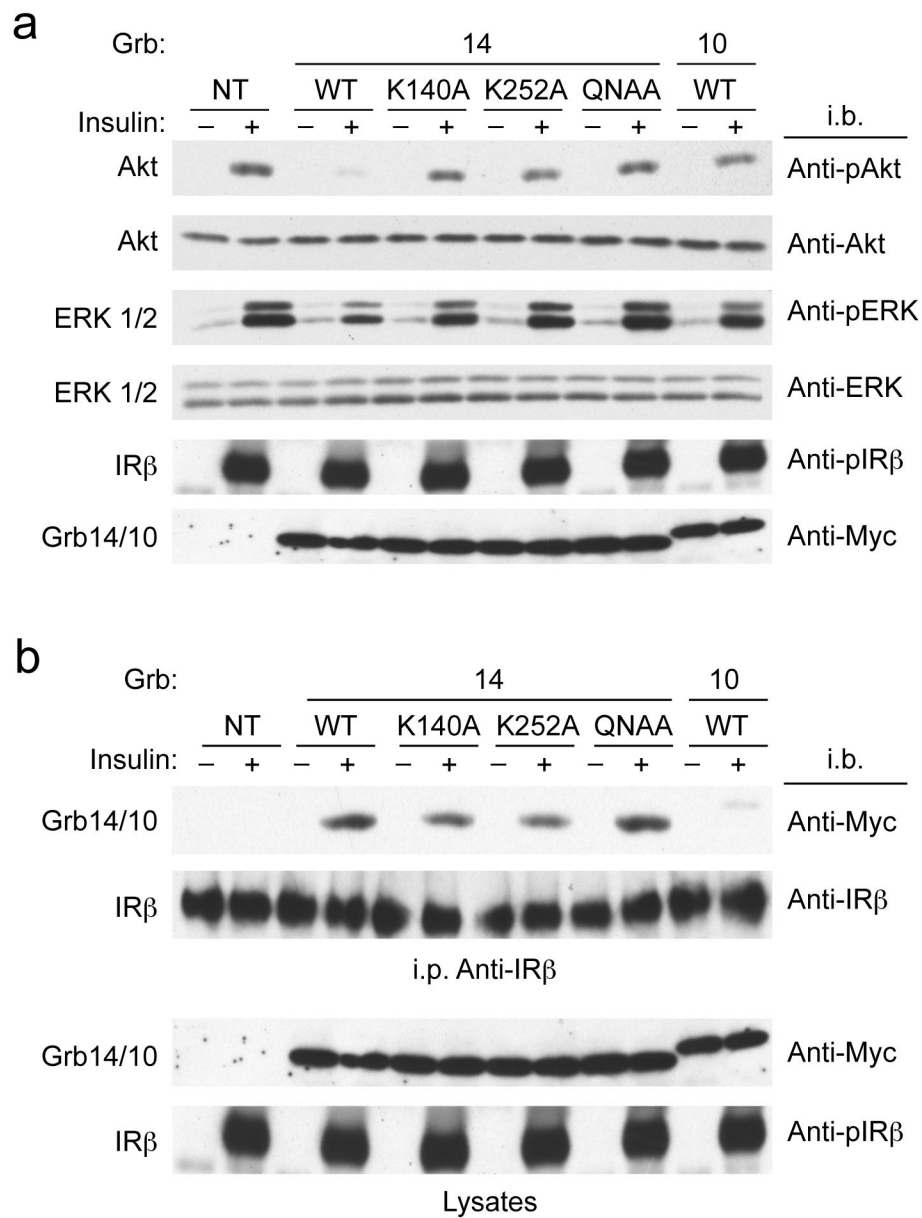 a
Grb: 14 10
NT WT K140A K252A QNAA WT
Insulin: – + – + – + – + – + – + i.b.
Akt Anti-pAkt
Akt Anti-Akt
ERK 1/2 Anti-pERK
ERK 1/2 Anti-ERK
IRβ Anti-pIRβ
Grb14/10 Anti-Myc
b
Grb: 14 10
NT WT K140A K252A QNAA WT
Insulin: – + – + – + – + – + – + i.b.
Grb14/10 Anti-Myc
IRβ Anti-IRβ
i.p. Anti-IRβ
Grb14/10 Anti-Myc
IRβ Anti-pIRβ
Lysates